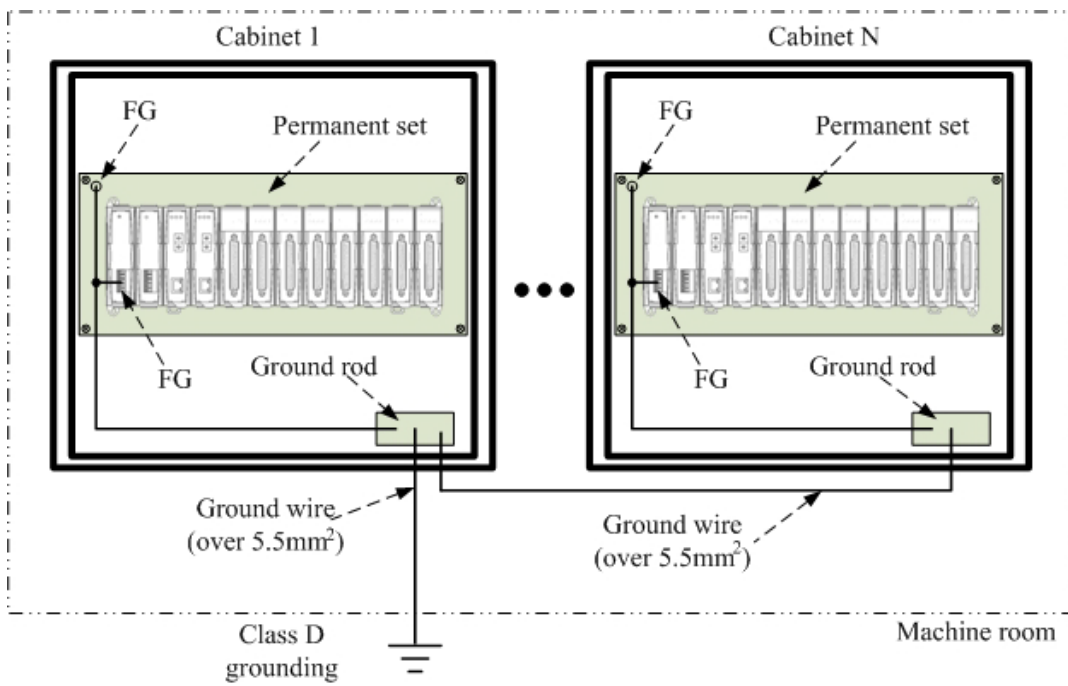 Cabinet 1
Cabinet N
FG
Permanent set
FG
Permanent set
FG
Ground rod
FG
Ground rod
Ground wire
(over 5.5mm²)
Ground wire
(over 5.5mm²)
Class D
grounding
Machine room